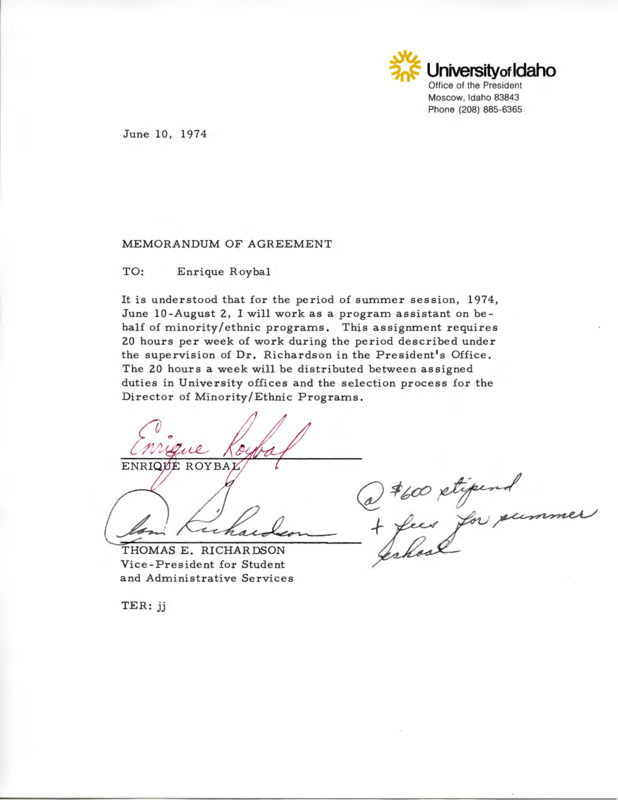 University of Idaho
Office of the President
Moscow, Idaho 83843
Phone (208) 885-6365
June 10, 1974
MEMORANDUM OF AGREEMENT
TO: Enrique Roybal
It is understood that for the period of summer session, 1974,
June 10-August 2, I will work as a program assistant on be-
half of minority/ethnic programs. This assignment requires
20 hours per week of work during the period described under
the supervision of Dr. Richardson in the President's Office.
The 20 hours a week will be distributed between assigned
duties in University offices and the selection process for the
Director of Minority/Ethnic Programs.
Enrique Roybal
ENRIQUE ROYBAL
Tom Richardson
@ $600 stipend
+ fees for summer
school
THOMAS E. RICHARDSON
Vice-President for Student
and Administrative Services
TER: jj